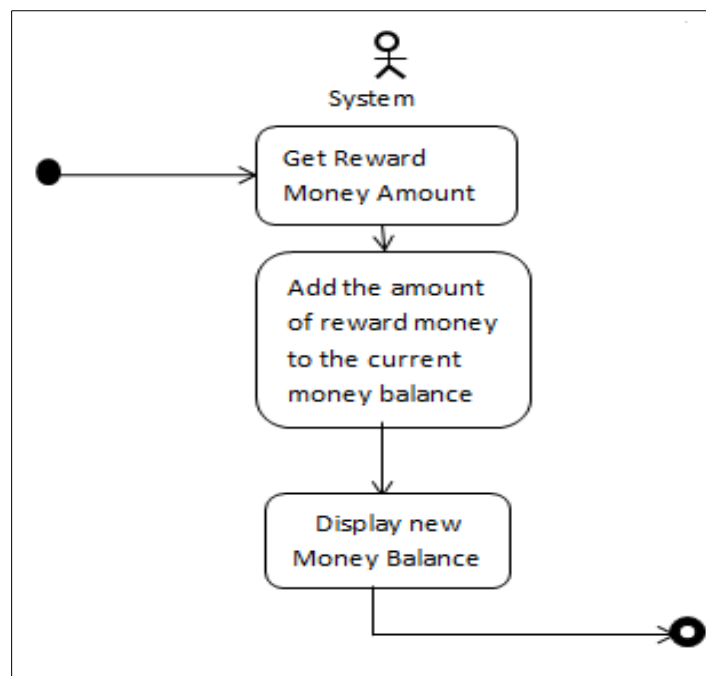 System
Get Reward
Money Amount
Add the amount
of reward money
to the current
money balance
Display new
Money Balance